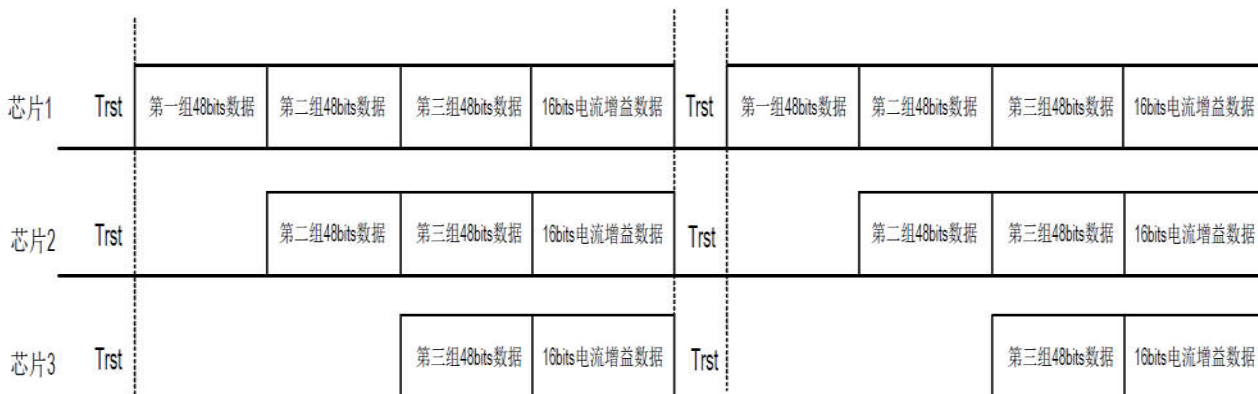 芯片1 Trst 第一组48bits数据 第二组48bits数据 第三组48bits数据 16bits电流增益数据 Trst 第一组48bits数据 第二组48bits数据 第三组48bits数据 16bits电流增益数据
芯片2 Trst 第二组48bits数据 第三组48bits数据 16bits电流增益数据 Trst 第二组48bits数据 第三组48bits数据 16bits电流增益数据
芯片3 Trst 第三组48bits数据 16bits电流增益数据 Trst 第三组48bits数据 16bits电流增益数据